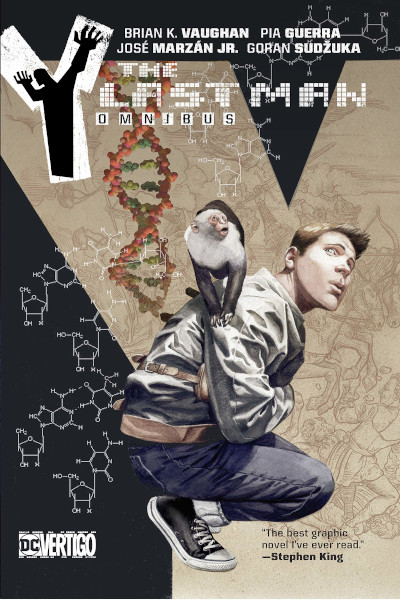 BRIAN K. VAUGHAN PIA GUERRA
JOSÉ MARZÁN JR. GORAN SUDŽUKA
Y
THE
LAST MAN
OMNIBUS
"The best graphic
novel I've ever read."
—Stephen King
DC VERTIGO